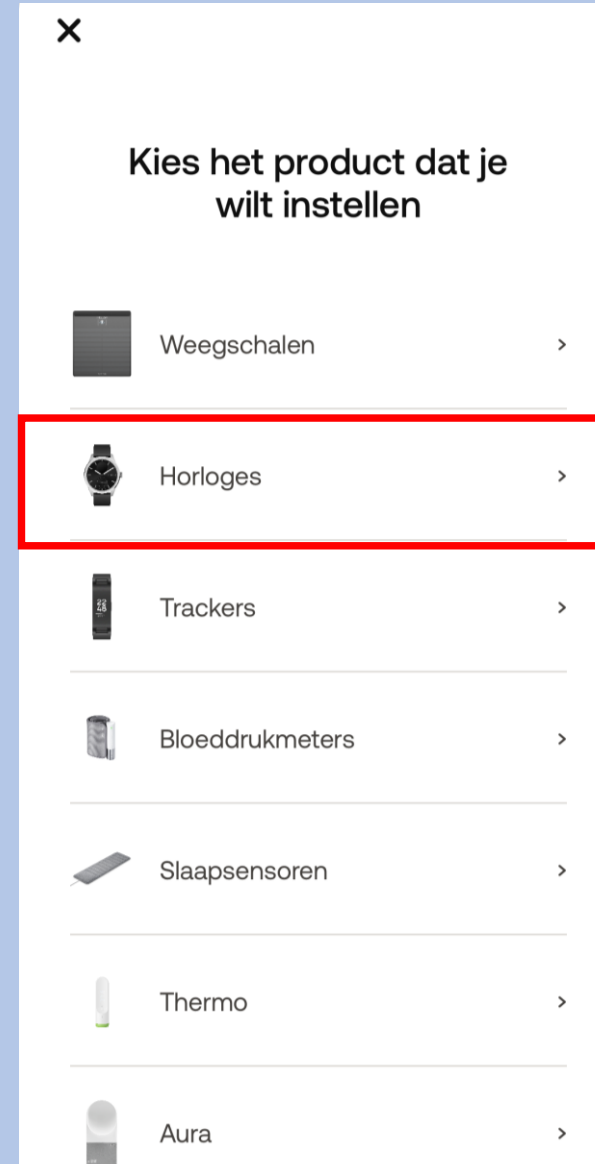 Kies het product dat je
wilt instellen
Weegschalen
Horloges
Trackers
Bloeddrukmeters
Slaapsensoren
Thermo
Aura